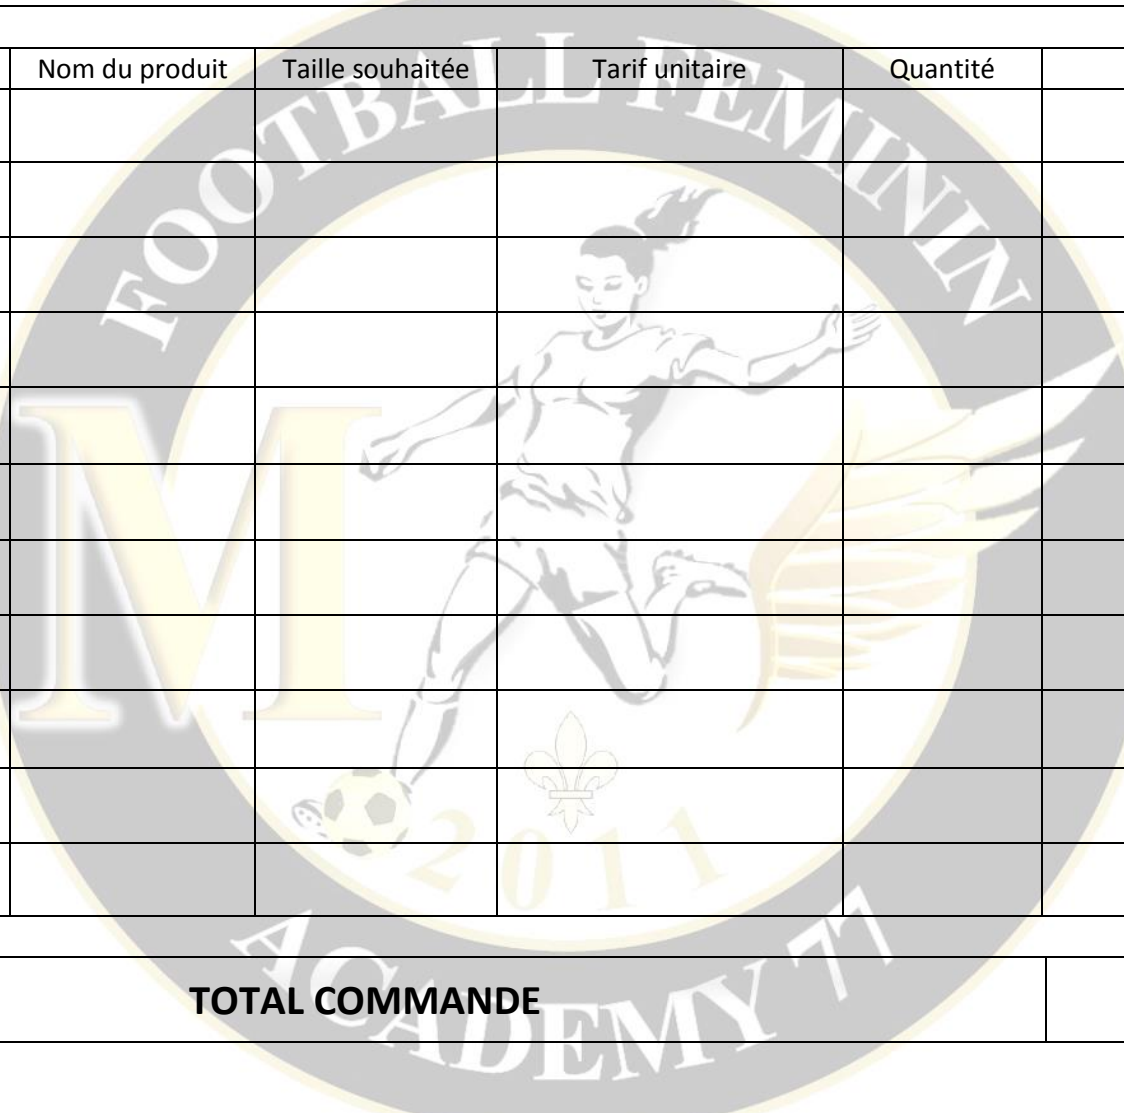 Nom du produit Taille souhaitée Tarif unitaire Quantité
FOOTBALL FEMININ
M
2011
ACADEMY 77
TOTAL COMMANDE